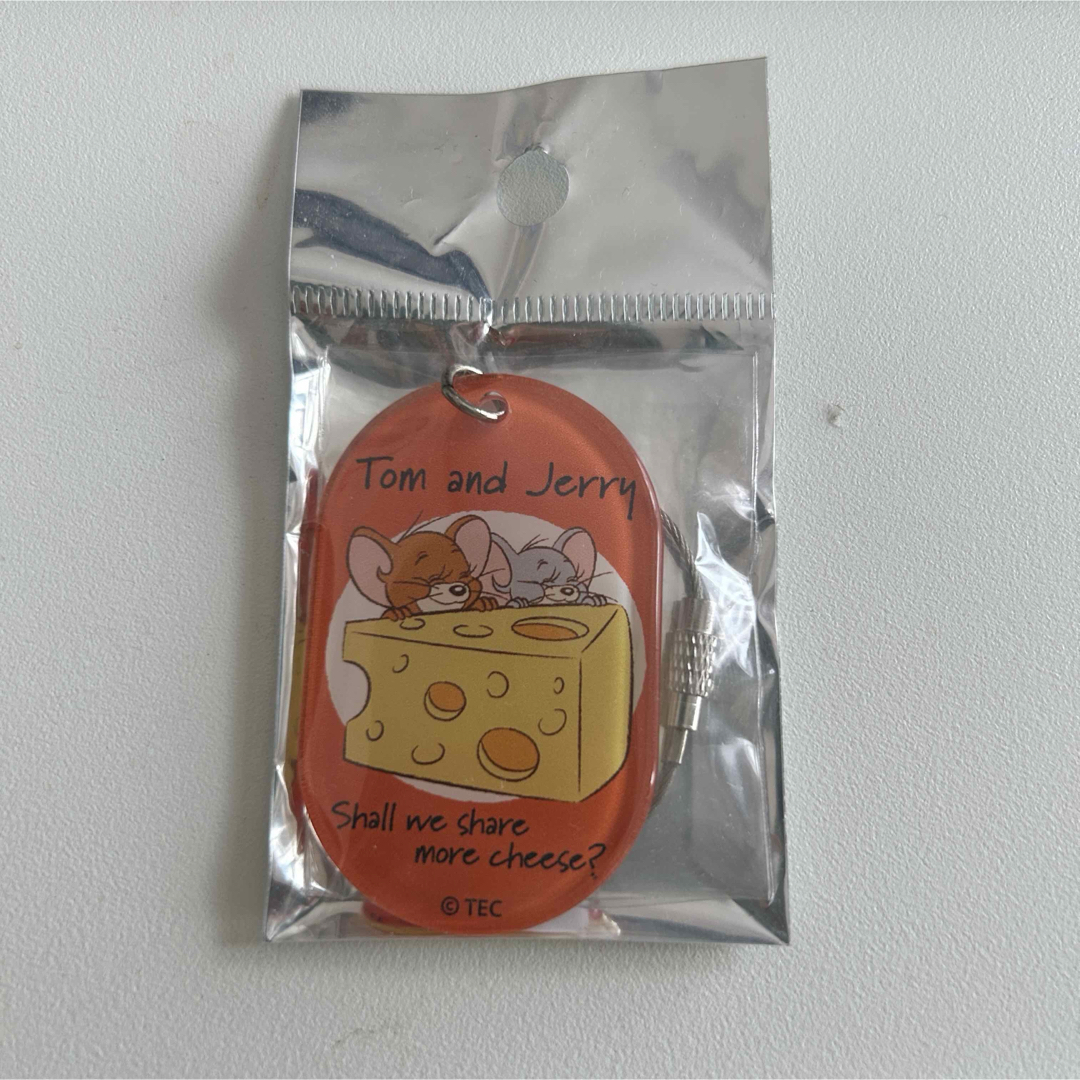 Tom and Jerry
Shall we share
more cheese?
© TEC